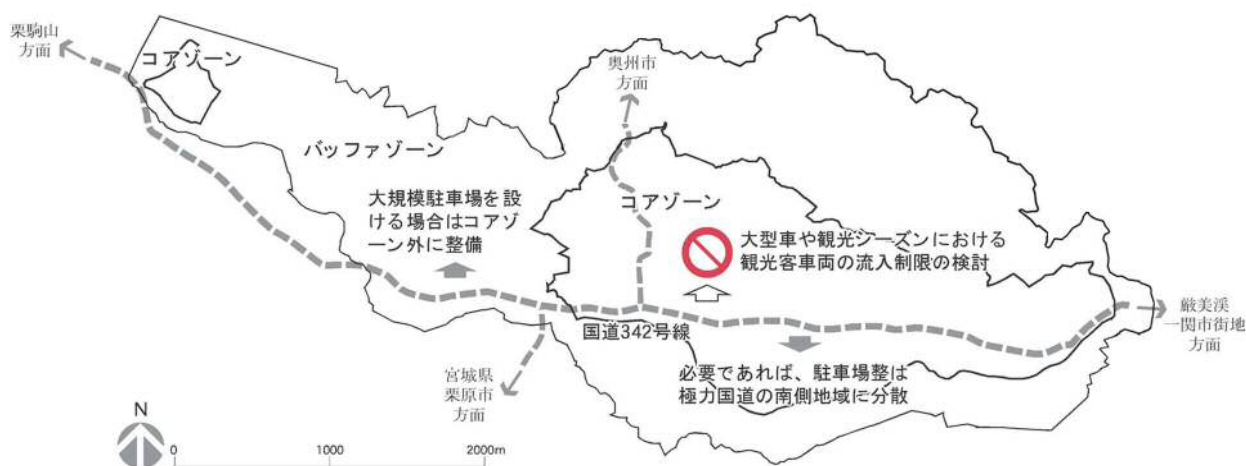 栗駒山
方面
コアゾーン
奥州市
方面
バッファゾーン
大規模駐車場を設
ける場合はコアゾ
ーン外に整備
コアゾーン
大型車や観光シーズンにおける
観光客車両の流入制限の検討
厳美渓
一関市街地
方面
国道342号線
必要であれば、駐車場整は
極力国道の南側地域に分散
宮城県
栗原市
方面
N
0
1000
2000m